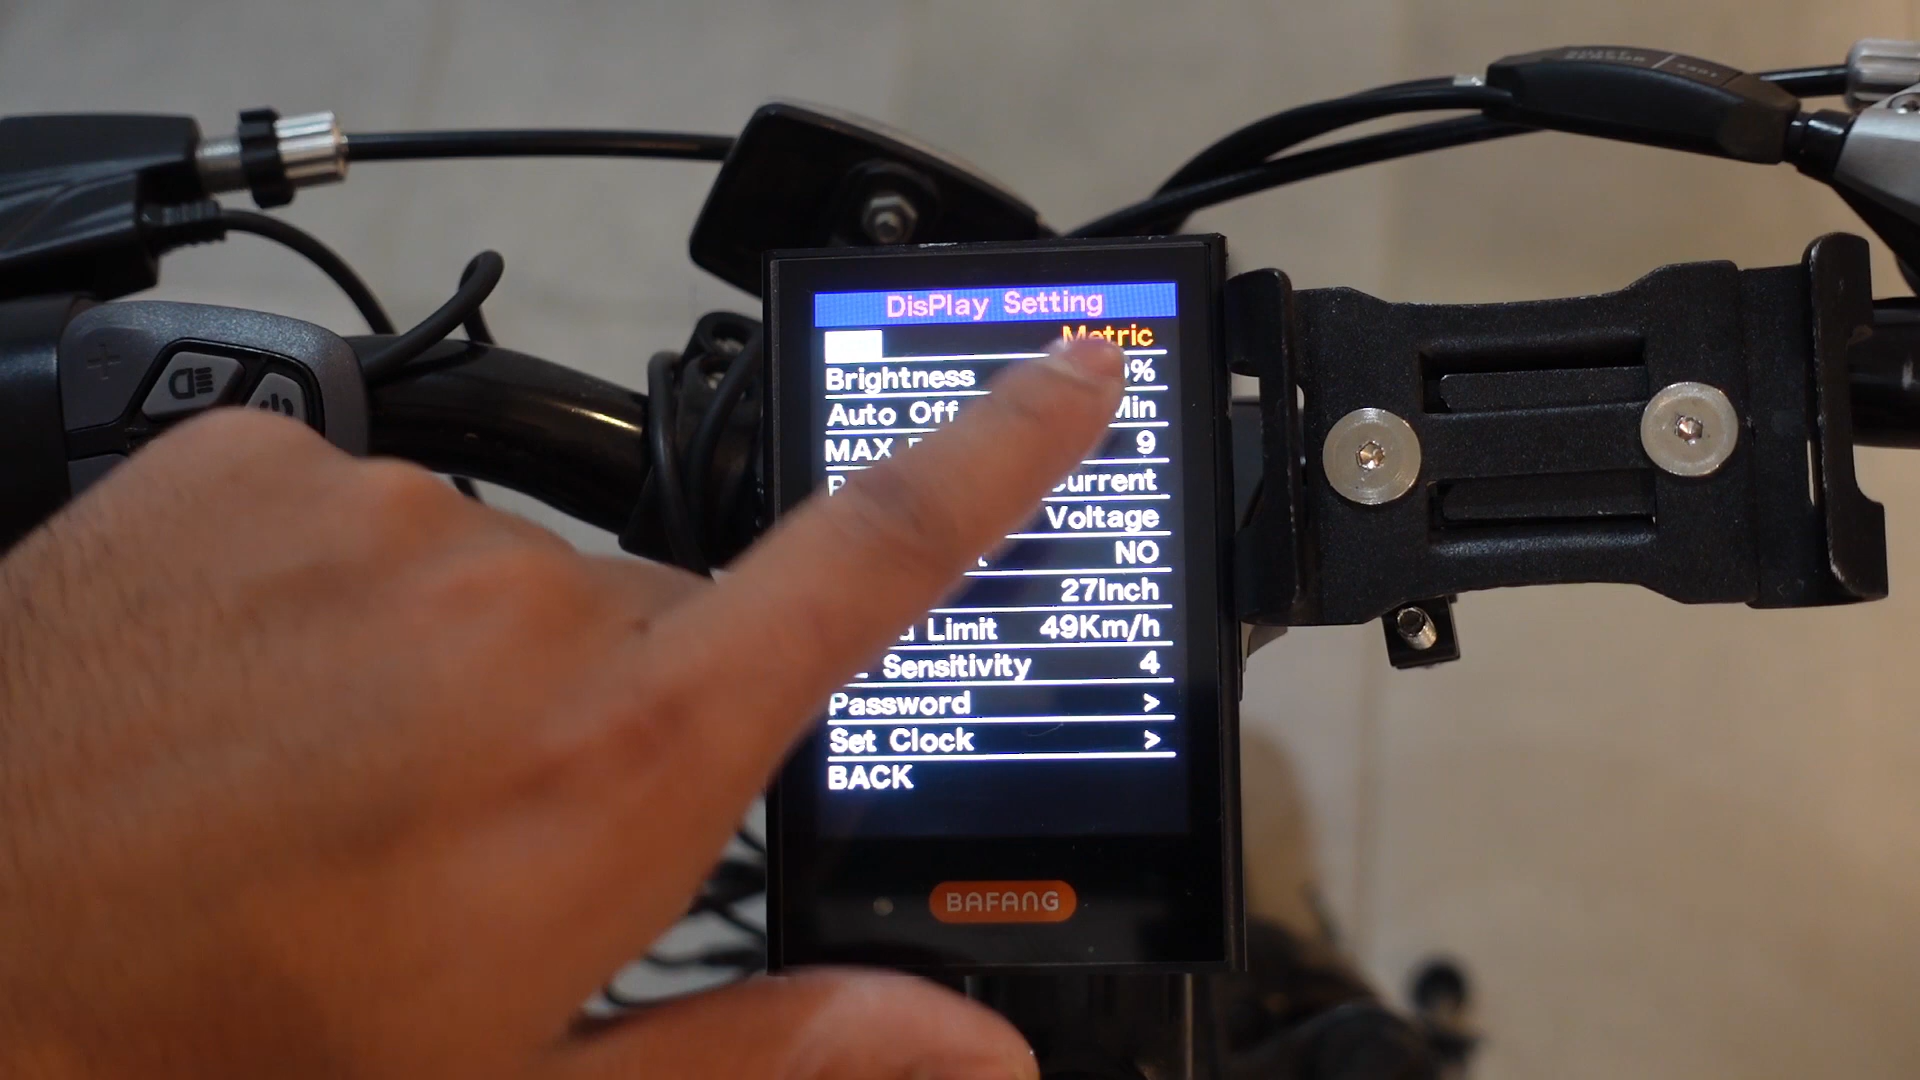 DisPlay Setting
Metric
Brightness
Auto Off
MAX 9
Current
Voltage
NO
27Inch
Limit 49Km/h
Sensitivity 4
Password >
Set Clock >
BACK
BAFANG